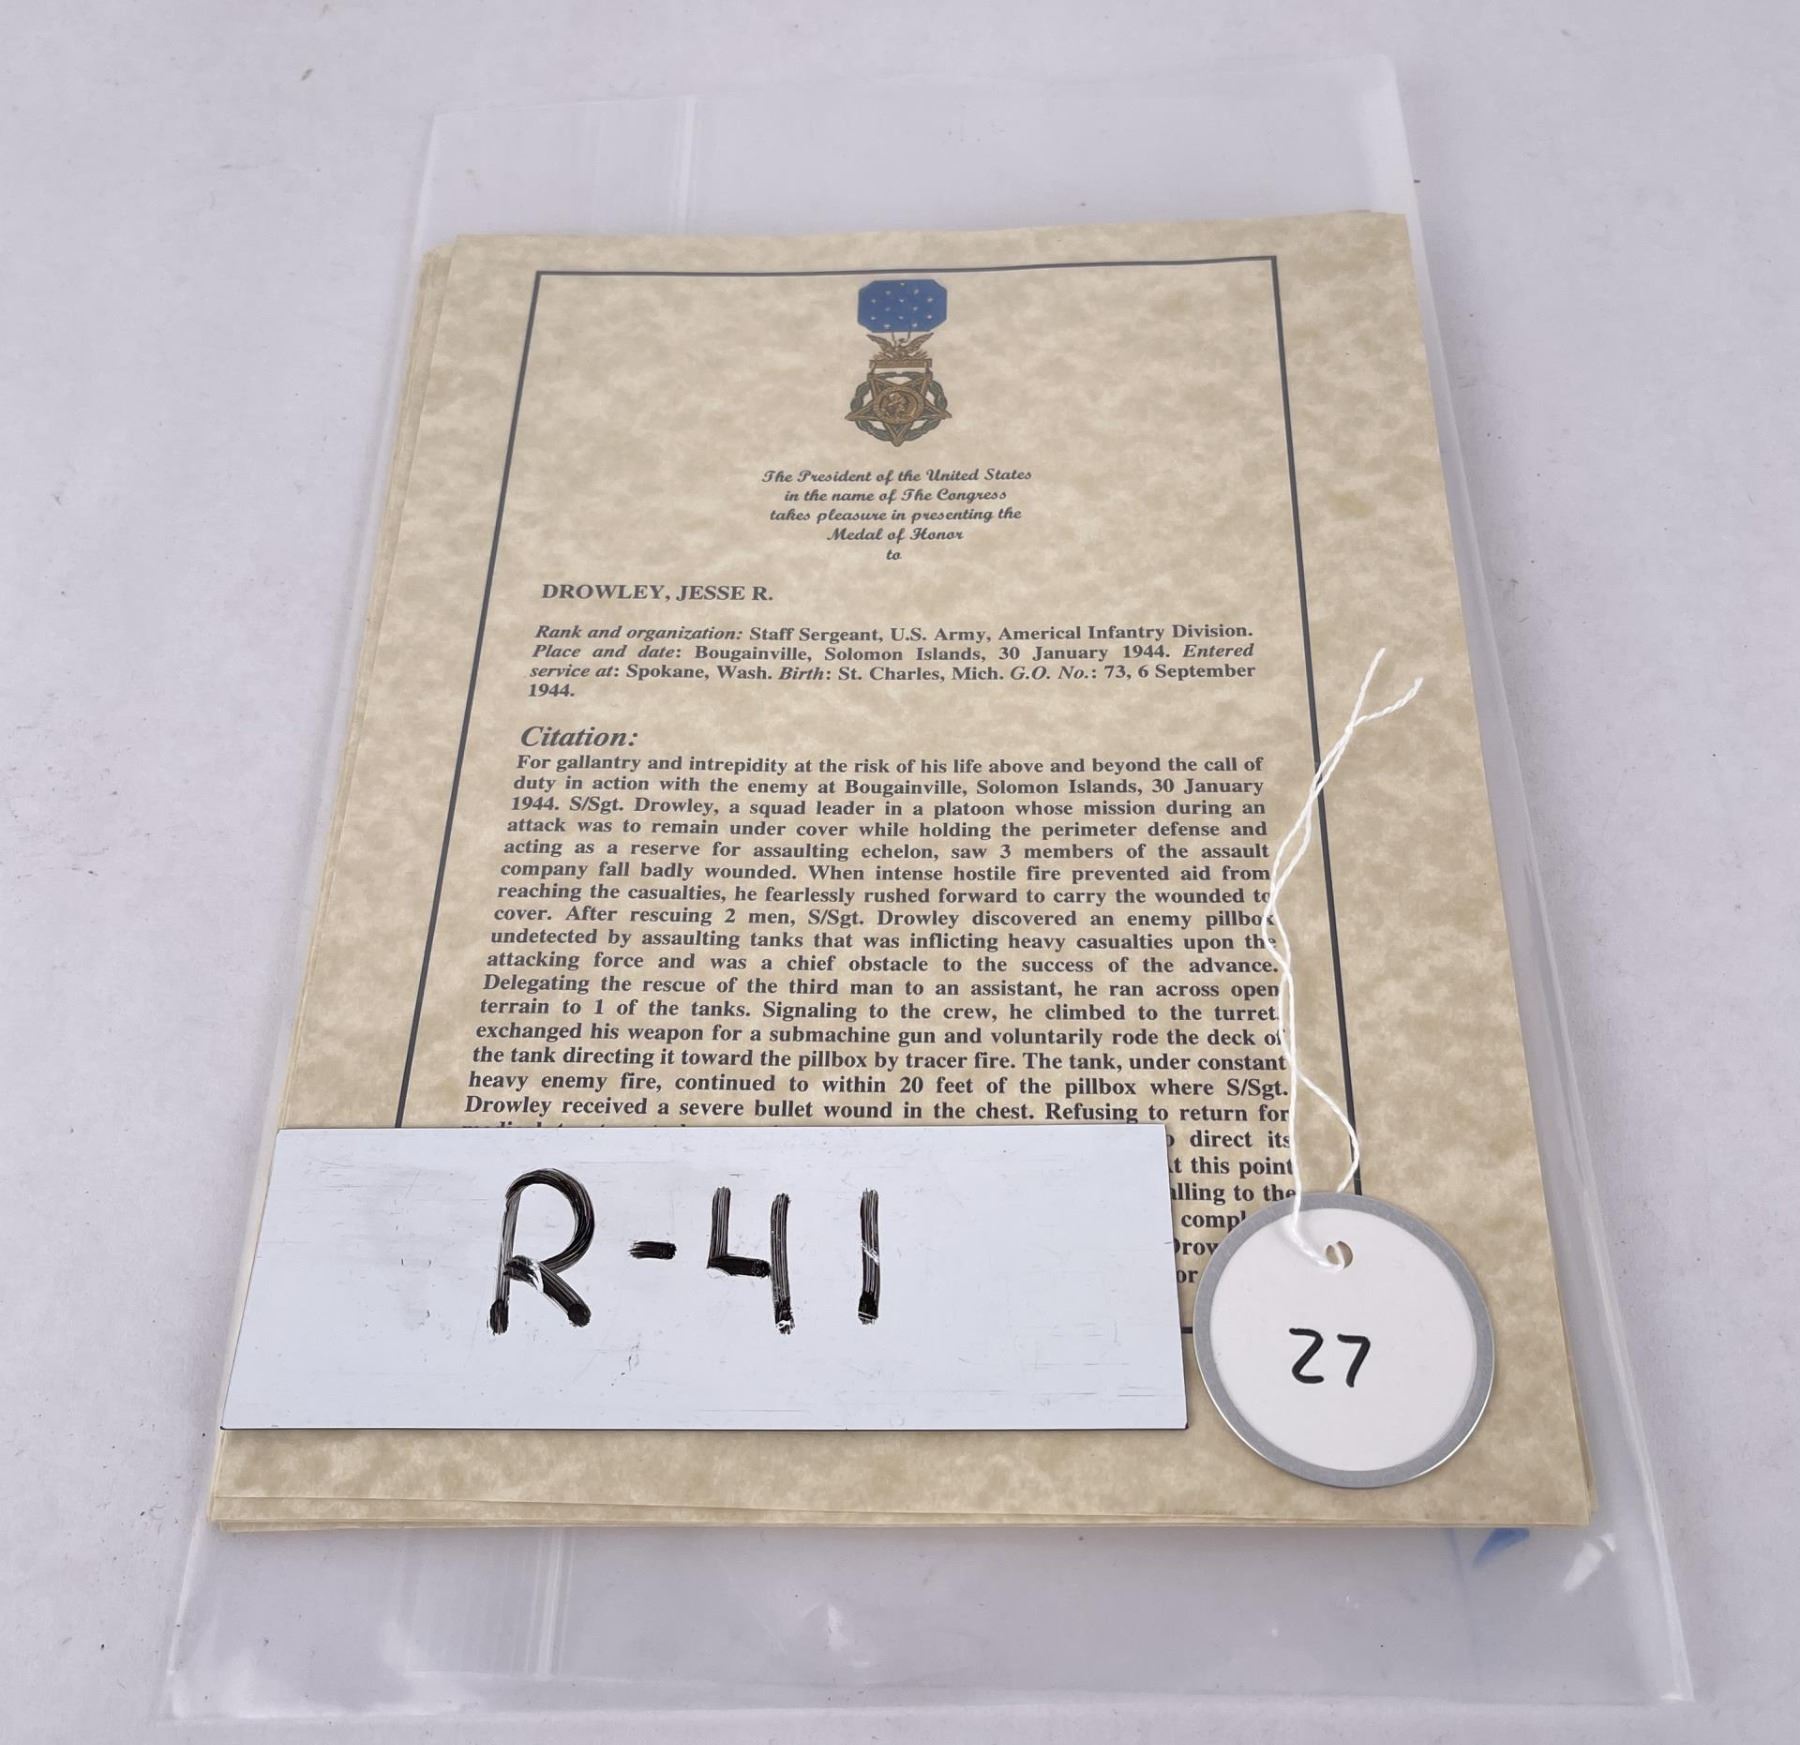 The President of the United States
in the name of The Congress
takes pleasure in presenting the
Medal of Honor
to
DROWLEY, JESSE R.
Rank and organization: Staff Sergeant, U.S. Army, Americal Infantry Division.
Place and date: Bougainville, Solomon Islands, 30 January 1944. Entered
service at: Spokane, Wash. Birth: St. Charles, Mich. G.O. No.: 73, 6 September
1944.
Citation:
For gallantry and intrepidity at the risk of his life above and beyond the call of
duty in action with the enemy at Bougainville, Solomon Islands, 30 January
1944. S/Sgt. Drowley, a squad leader in a platoon whose mission during an
attack was to remain under cover while holding the perimeter defense and
acting as a reserve for assaulting echelon, saw 3 members of the assault
company fall badly wounded. When intense hostile fire prevented aid from
reaching the casualties, he fearlessly rushed forward to carry the wounded to
cover. After rescuing 2 men, S/Sgt. Drowley discovered an enemy pillbox
undetected by assaulting tanks that was inflicting heavy casualties upon the
attacking force and was a chief obstacle to the success of the advance.
Delegating the rescue of the third man to an assistant, he ran across open
terrain to 1 of the tanks. Signaling to the crew, he climbed to the turret,
exchanged his weapon for a submachine gun and voluntarily rode the deck of
the tank directing it toward the pillbox by tracer fire. The tank, under constant
heavy enemy fire, continued to within 20 feet of the pillbox where S/Sgt.
Drowley received a severe bullet wound in the chest. Refusing to return for
direct its
t this point
lling to the
compl
Drow
or
R-41
27